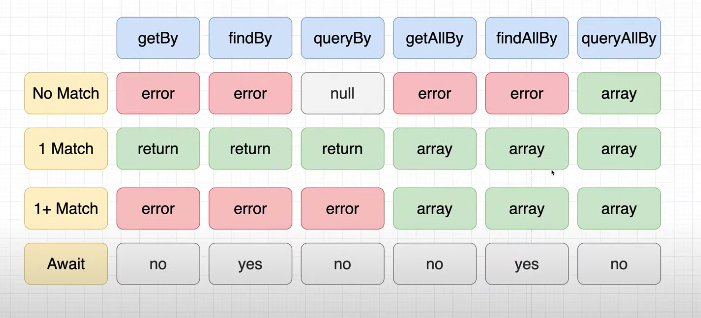 getBy findBy queryBy getAllBy findAllBy queryAllBy
No Match error error null error error array
1 Match return return return array array array
1+ Match error error error array array array
Await no yes no no yes no